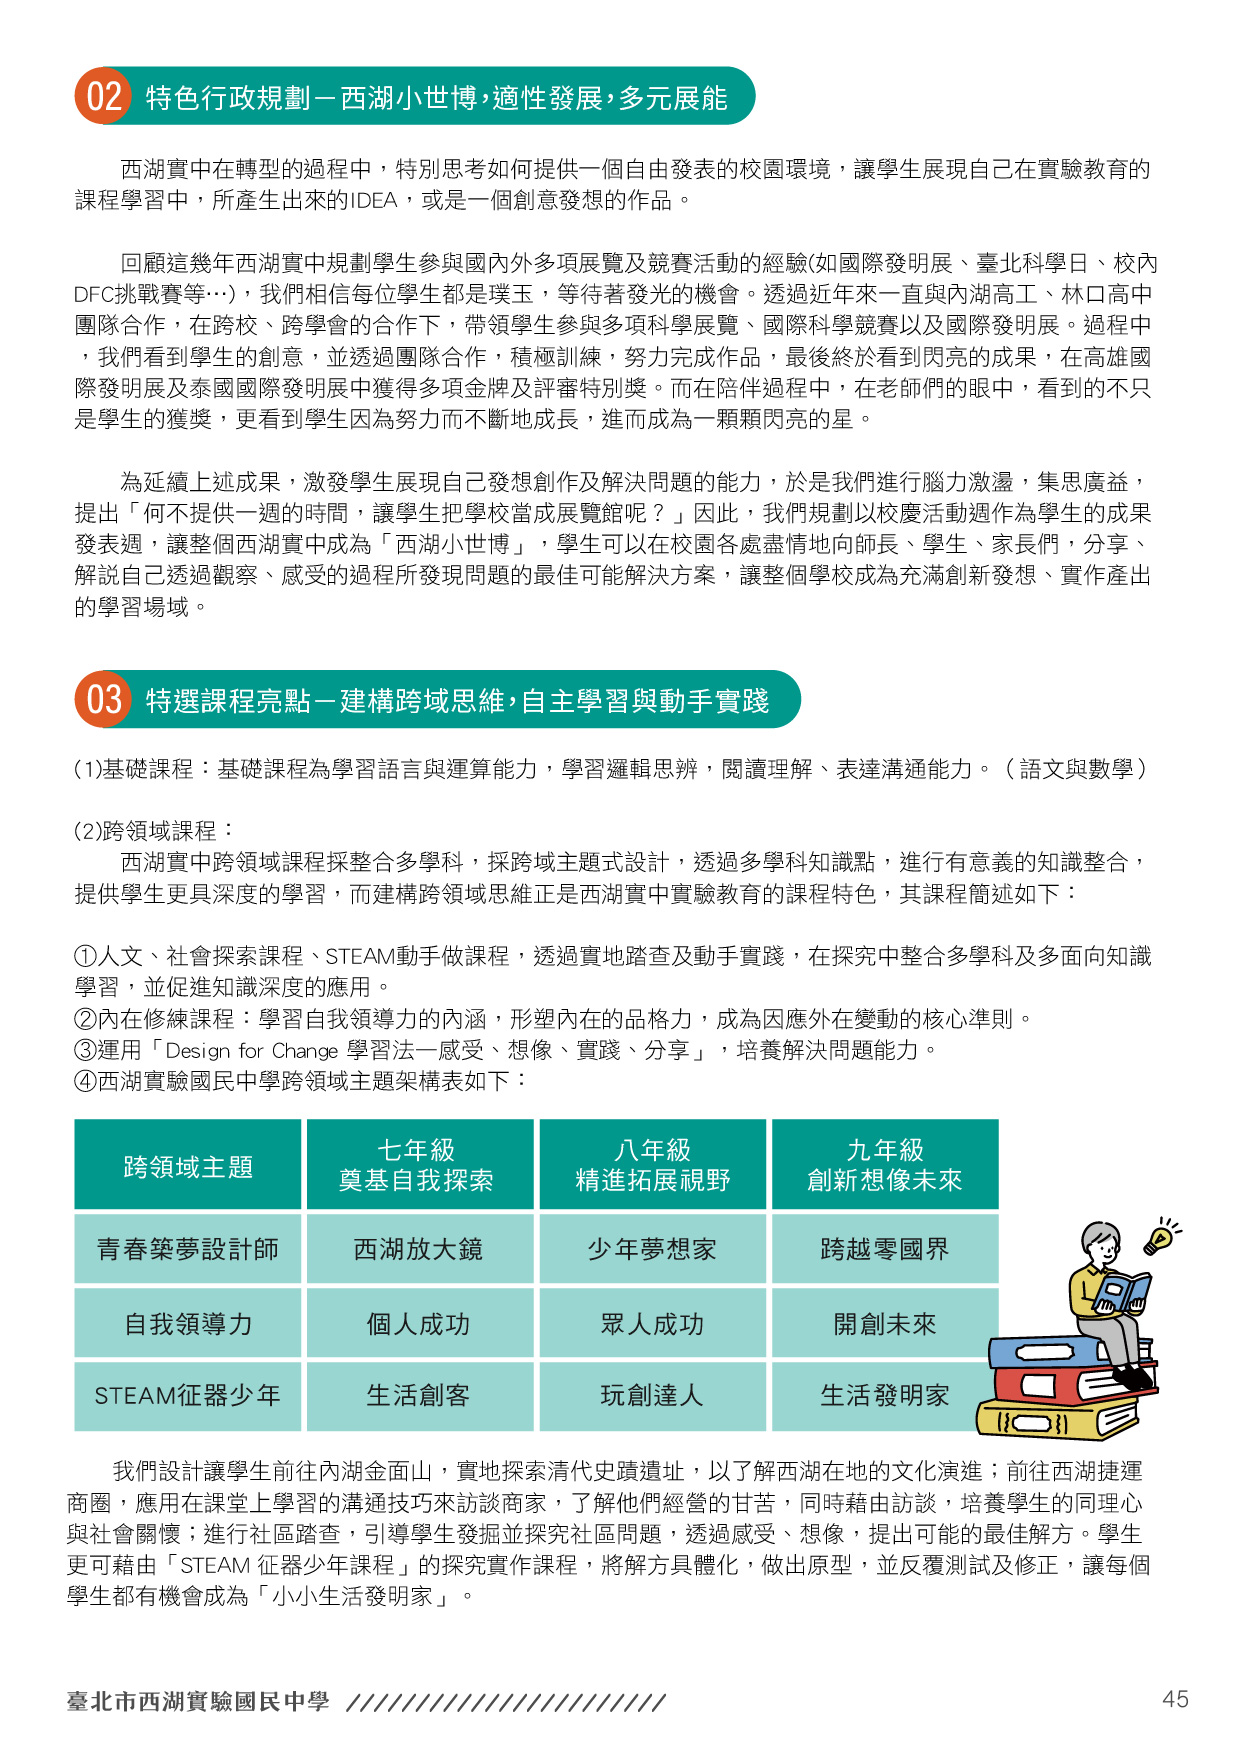 02 特色行政規劃－西湖小世博，適性發展，多元展能
西湖實中在轉型的過程中，特別思考如何提供一個自由發表的校園環境，讓學生展現自己在實驗教育的
課程學習中，所產生出來的IDEA，或是一個創意發想的作品。
回顧這幾年西湖實中規劃學生參與國內外多項展覽及競賽活動的經驗(如國際發明展、臺北科學日、校內
DFC挑戰賽等⋯)，我們相信每位學生都是璞玉，等待著發光的機會。透過近年來一直與內湖高工、林口高中
團隊合作，在跨校、跨學會的合作下，帶領學生參與多項科學展覽、國際科學競賽以及國際發明展。過程中
，我們看到學生的創意，並透過團隊合作，積極訓練，努力完成作品，最後終於看到閃亮的成果，在高雄國
際發明展及泰國國際發明展中獲得多項金牌及評審特別獎。而在陪伴過程中，在老師們的眼中，看到的不只
是學生的獲獎，更看到學生因為努力而不斷地成長，進而成為一顆顆閃亮的星。
為延續上述成果，激發學生展現自己發想創作及解決問題的能力，於是我們進行腦力激盪，集思廣益，
提出「何不提供一週的時間，讓學生把學校當成展覽館呢？」因此，我們規劃以校慶活動週作為學生的成果
發表週，讓整個西湖實中成為「西湖小世博」，學生可以在校園各處盡情地向師長、學生、家長們，分享、
解說自己透過觀察、感受的過程所發現問題的最佳可能解決方案，讓整個學校成為充滿創新發想、實作產出
的學習場域。
03 特選課程亮點－建構跨域思維，自主學習與動手實踐
(1)基礎課程：基礎課程為學習語言與運算能力，學習邏輯思辨，閱讀理解、表達溝通能力。（語文與數學）
(2)跨領域課程：
西湖實中跨領域課程採整合多學科，採跨域主題式設計，透過多學科知識點，進行有意義的知識整合，
提供學生更具深度的學習，而建構跨領域思維正是西湖實中實驗教育的課程特色，其課程簡述如下：
①人文、社會探索課程、STEAM動手做課程，透過實地踏查及動手實踐，在探究中整合多學科及多面向知識
學習，並促進知識深度的應用。
②內在修練課程：學習自我領導力的內涵，形塑內在的品格力，成為因應外在變動的核心準則。
③運用「Design for Change 學習法—感受、想像、實踐、分享」，培養解決問題能力。
④西湖實驗國民中學跨領域主題架構表如下：
跨領域主題 七年級 八年級 九年級
奠基自我探索 精進拓展視野 創新想像未來
青春築夢設計師 西湖放大鏡 少年夢想家 跨越零國界
自我領導力 個人成功 眾人成功 開創未來
STEAM征器少年 生活創客 玩創達人 生活發明家
我們設計讓學生前往內湖金面山，實地探索清代史蹟遺址，以了解西湖在地的文化演進；前往西湖捷運
商圈，應用在課堂上學習的溝通技巧來訪談商家，了解他們經營的甘苦，同時藉由訪談，培養學生的同理心
與社會關懷；進行社區踏查，引導學生發掘並探究社區問題，透過感受、想像，提出可能的最佳解方。學生
更可藉由「STEAM 征器少年課程」的探究實作課程，將解方具體化，做出原型，並反覆測試及修正，讓每個
學生都有機會成為「小小生活發明家」。
臺北市西湖實驗國民中學 ///////////////////////
45